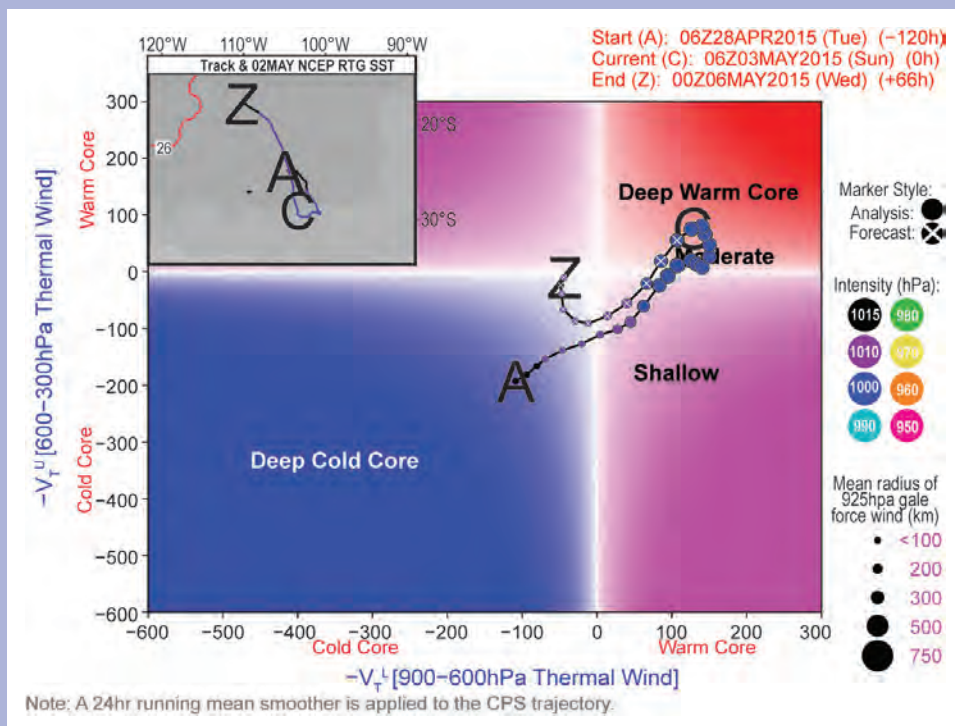 120°W 110°W 100°W 90°W
Track & 02MAY NCEP RTG SST
Start (A): 06Z28APR2015 (Tue) (−120h)
Current (C): 06Z03MAY2015 (Sun) (0h)
End (Z): 00Z06MAY2015 (Wed) (+66h)
Z
A
C
26
20°S
30°S
300
200
100
0
−100
−200
−300
−400
−500
−600
Warm Core
Cold Core
−V_T^U [600−300hPa Thermal Wind]
Deep Warm Core
C
Moderate
Z
A
Shallow
Deep Cold Core
Marker Style:
Analysis:
Forecast:
Intensity (hPa):
1015 980
1010 970
1000 960
990 950
Mean radius of
925hpa gale
force wind (km)
<100
200
300
500
750
−600 −500 −400 −300 −200 −100 0 100 200 300
Cold Core Warm Core
−V_T^L [900−600hPa Thermal Wind]
Note: A 24hr running mean smoother is applied to the CPS trajectory.